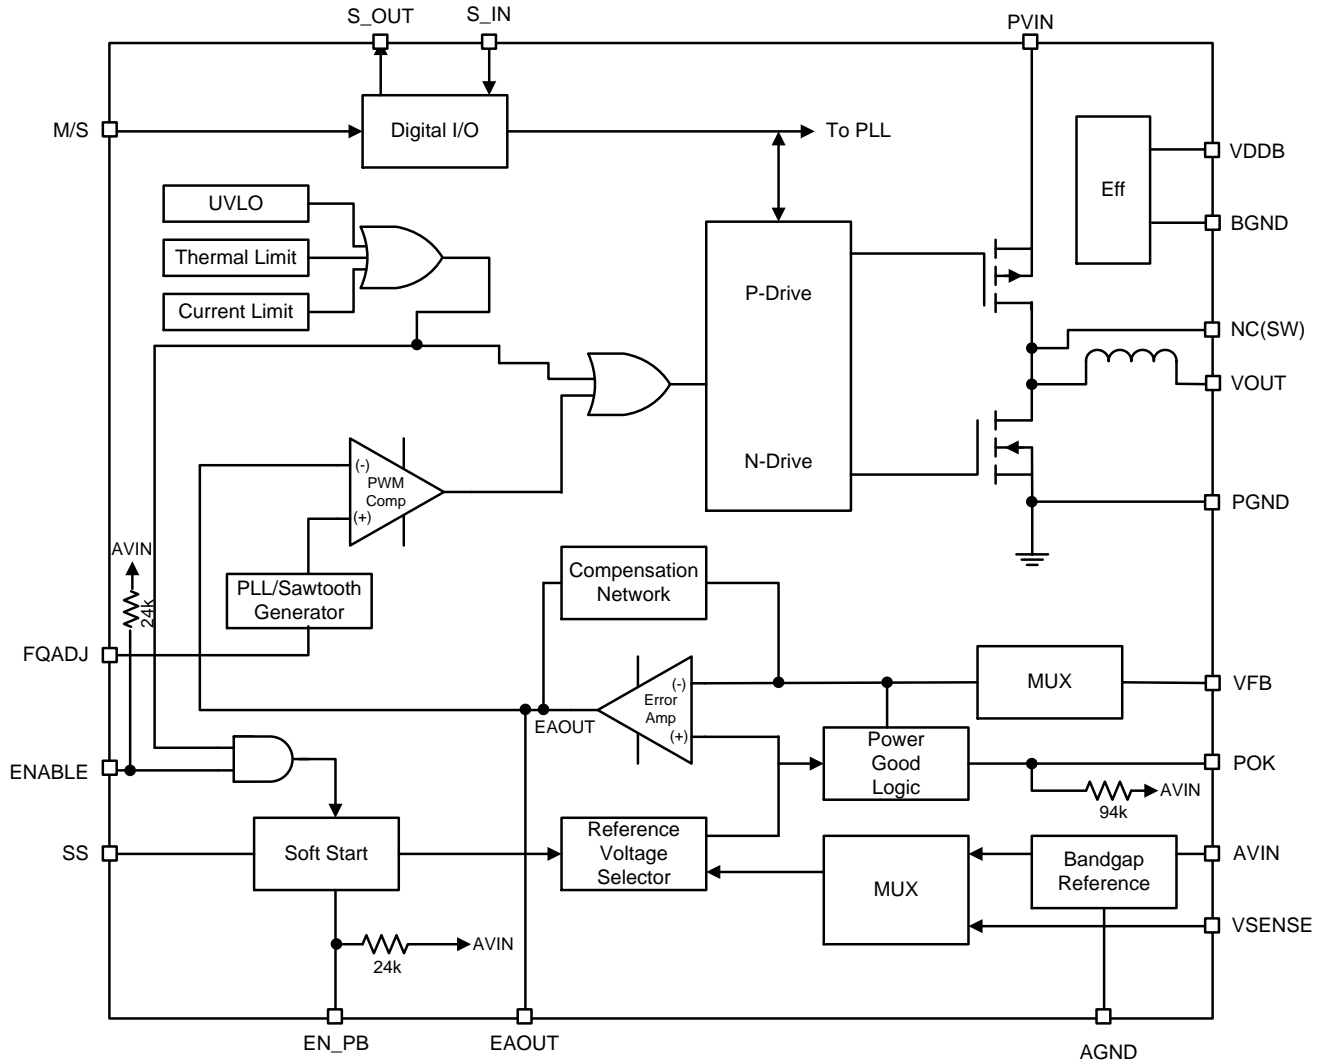 S_OUT
S_IN
PVIN
M/S
Digital I/O
To PLL
VDDB
Eff
UVLO
BGND
Thermal Limit
P-Drive
Current Limit
NC(SW)
VOUT
(-)
PWM
Comp
(+)
N-Drive
PGND
AVIN
24k
PLL/Sawtooth
Generator
Compensation
Network
FQADJ
(-)
Error
Amp
(+)
MUX
VFB
EAOUT
Power
Good
Logic
POK
ENABLE
AVIN
94k
SS
Soft Start
Reference
Voltage
Selector
MUX
Bandgap
Reference
AVIN
VSENSE
AVIN
24k
EN_PB
EAOUT
AGND